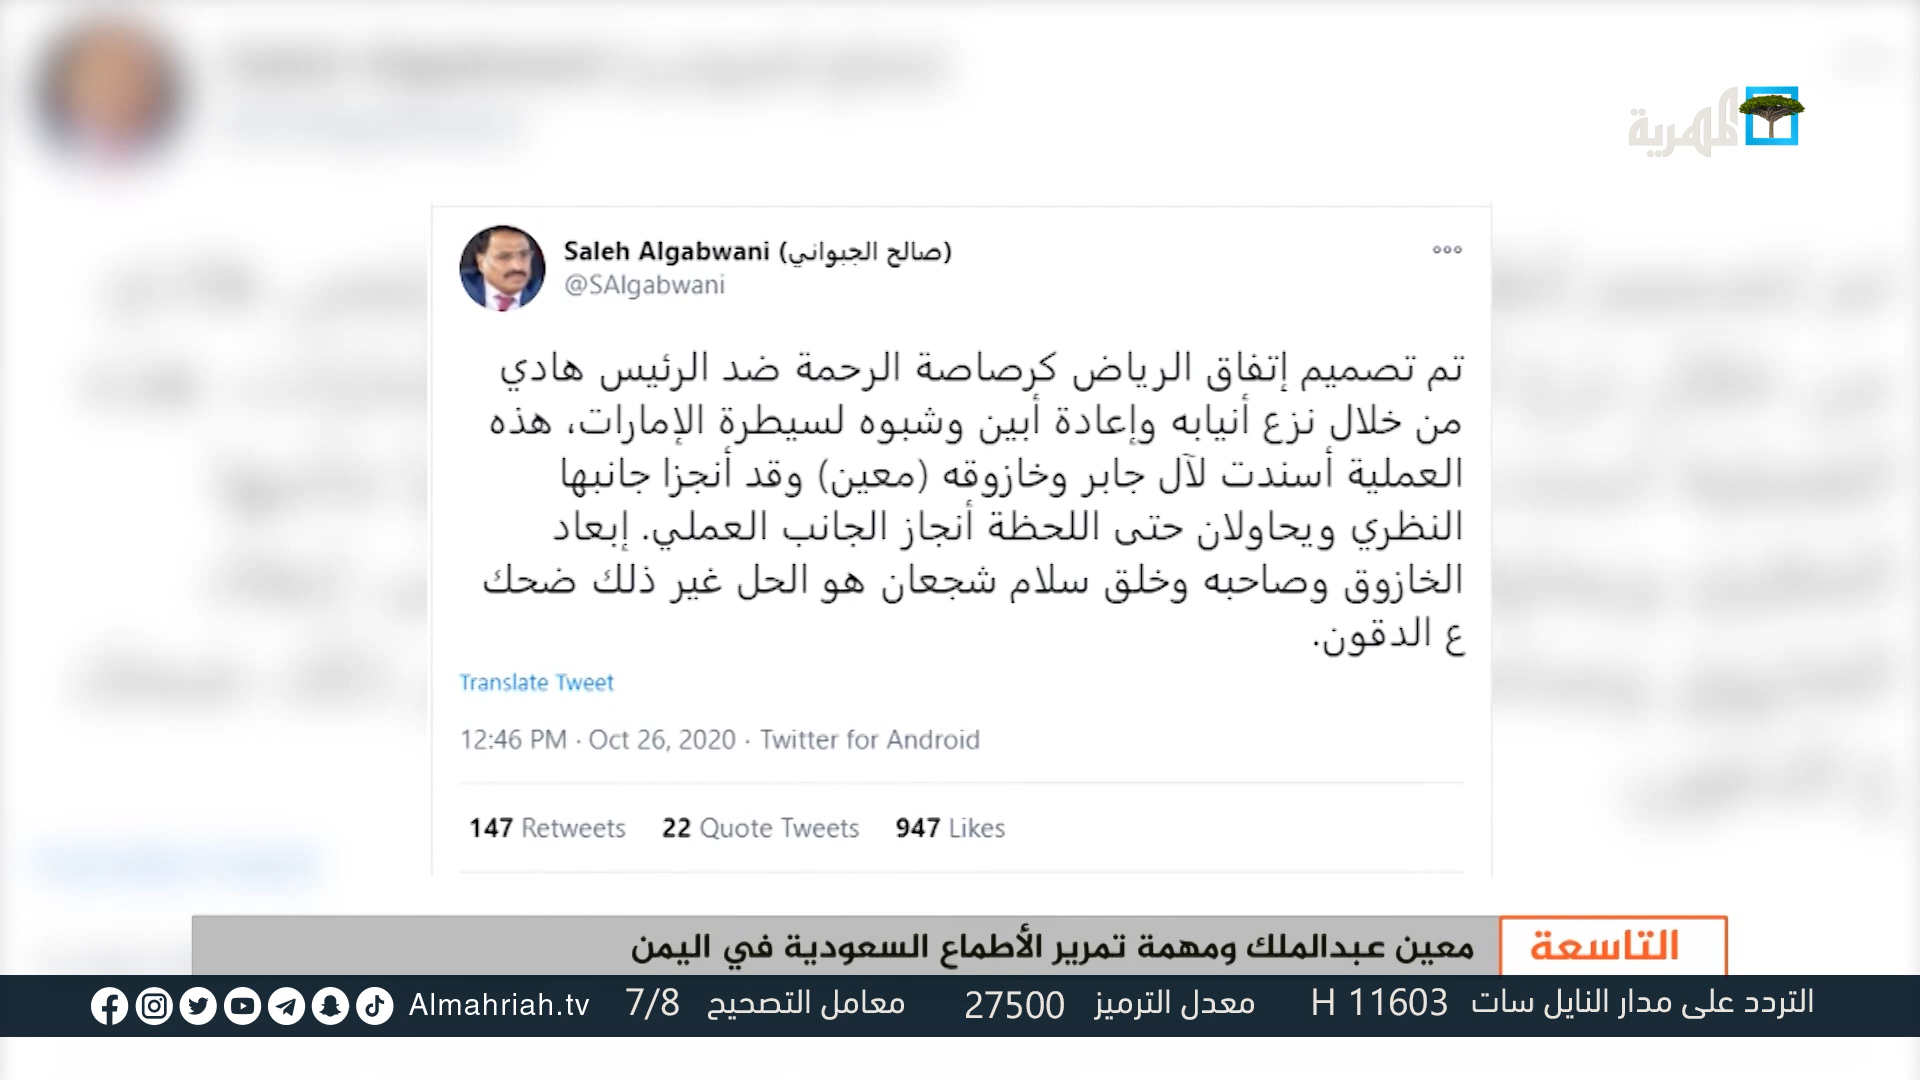 المهرية
Saleh Algabwani (صالح الجبواني)
@SAlgabwani
تم تصميم إتفاق الرياض كرصاصة الرحمة ضد الرئيس هادي
من خلال نزع أنيابه وإعادة أبين وشبوه لسيطرة الإمارات، هذه
العملية أسندت لآل جابر وخازوقه (معين) وقد أنجزا جانبها
النظري ويحاولان حتى اللحظة أنجاز الجانب العملي. إبعاد
الخازوق وصاحبه وخلق سلام شجعان هو الحل غير ذلك ضحك
ع الدقون.
Translate Tweet
12:46 PM · Oct 26, 2020 · Twitter for Android
147 Retweets 22 Quote Tweets 947 Likes
التاسعة
معين عبدالملك ومهمة تمرير الأطماع السعودية في اليمن
التردد على مدار النايل سات 11603 H معدل الترميز 27500 معامل التصحيح 7/8 Almahriah.tv